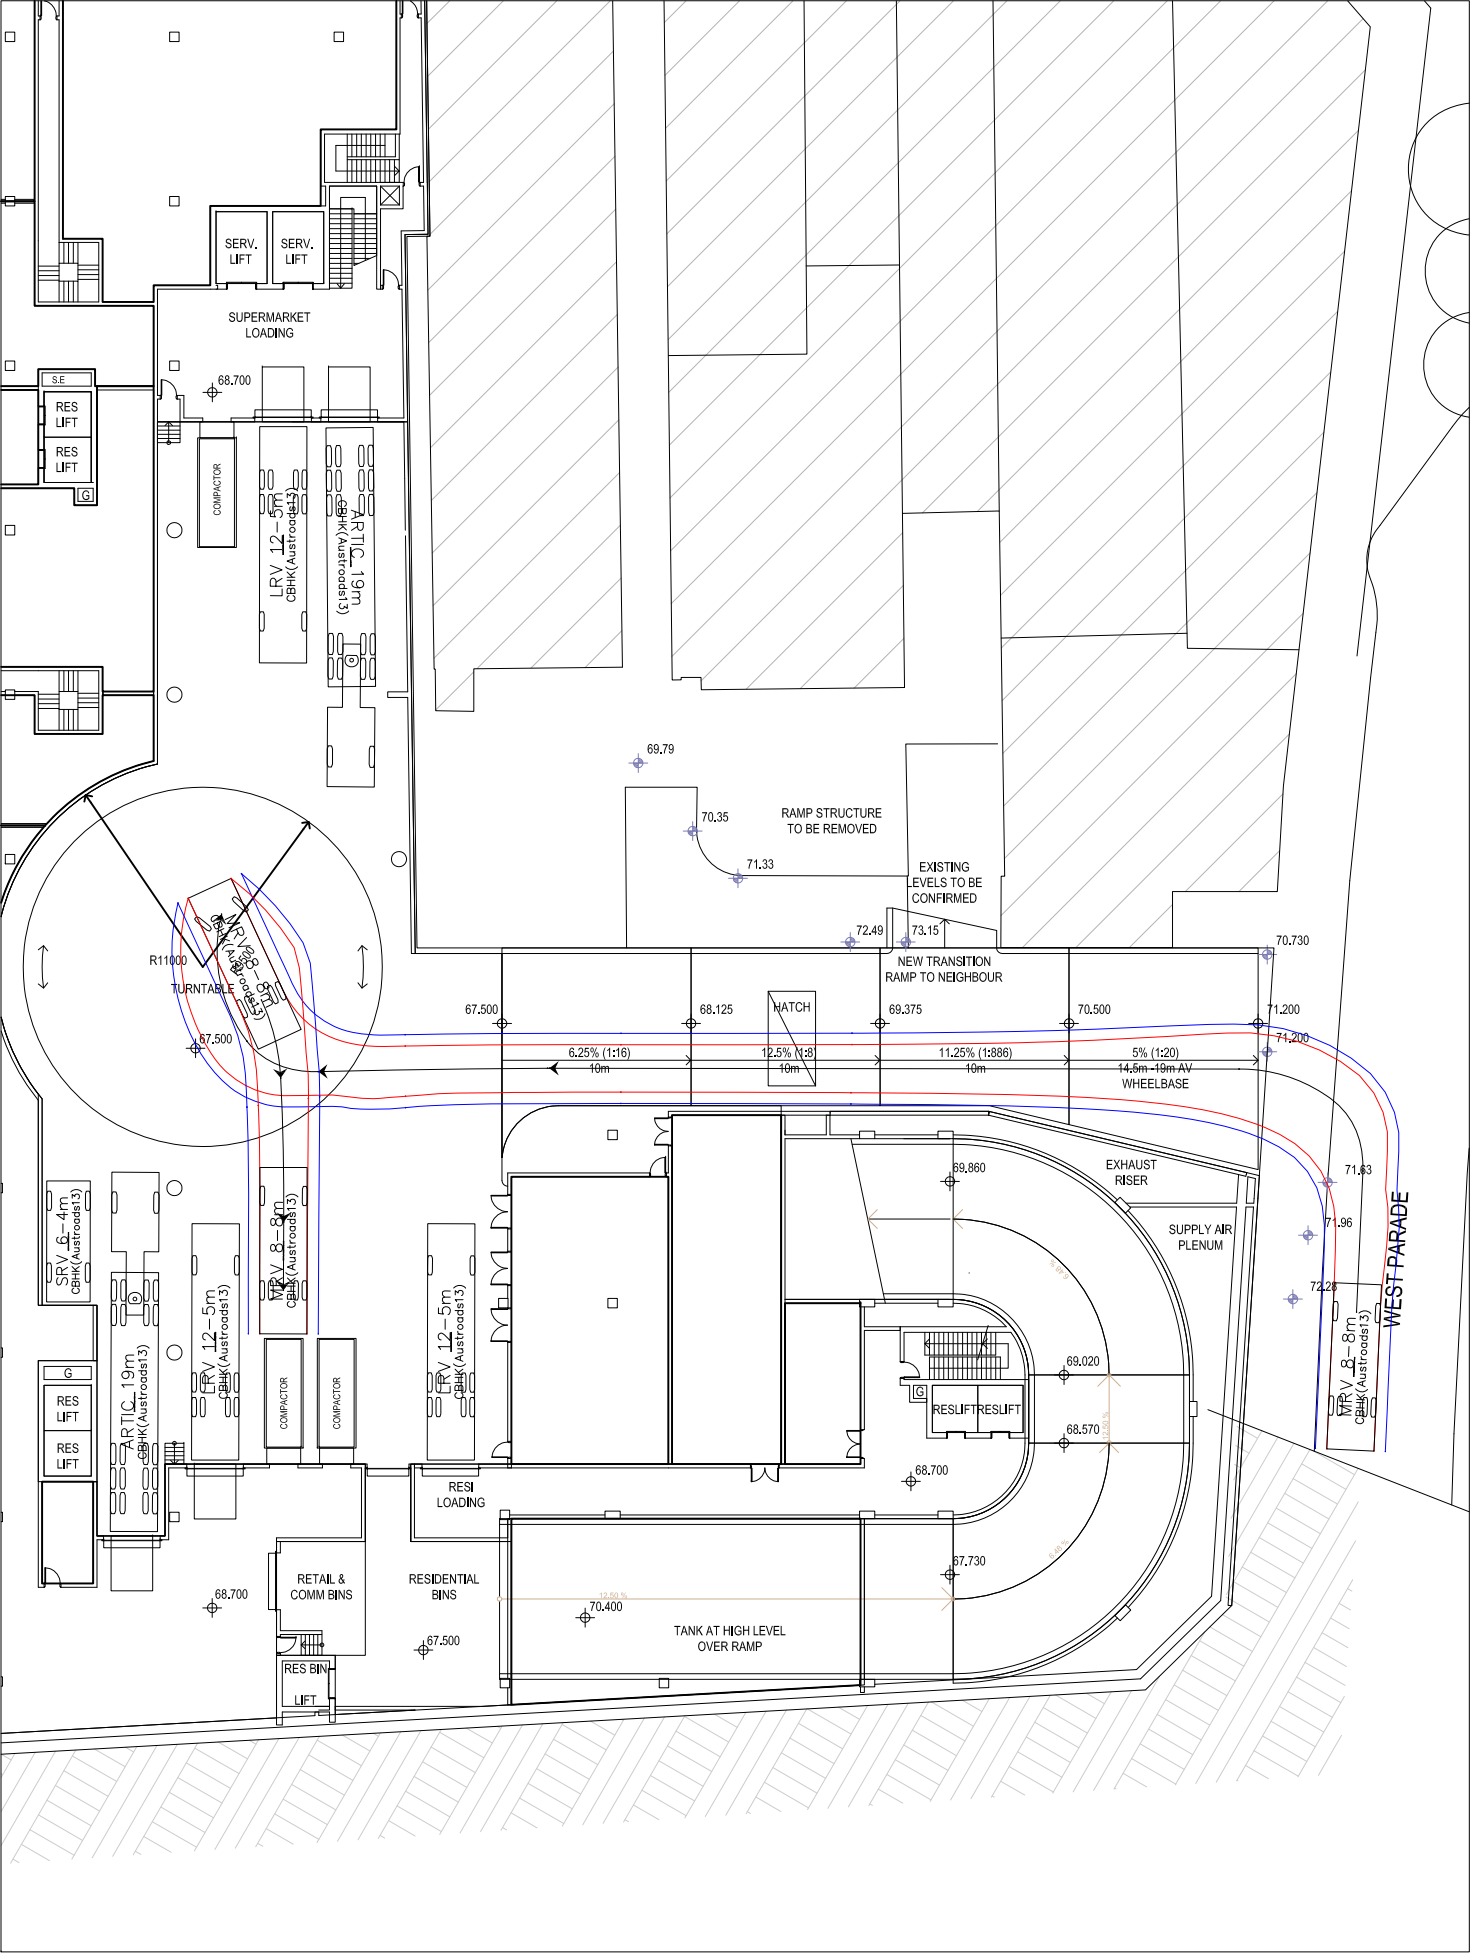 SERV.
LIFT
SERV.
LIFT
SUPERMARKET
LOADING
68.700
S.E
RES
LIFT
RES
LIFT
G
COMPACTOR
LRV 12-5m
CBHK(Austroads13)
ARTIC 19m
CBHK(Austroads13)
69.79
70.35
RAMP STRUCTURE
TO BE REMOVED
71.33
EXISTING
LEVELS TO BE
CONFIRMED
72.49
73.15
70.730
NEW TRANSITION
RAMP TO NEIGHBOUR
R11000
TURNTABLE
MRV 8-8m
CBHK(Austroads13)
67.500
67.500
68.125
HATCH
69.375
70.500
71.200
71.200
6.25% (1:16)
10m
12.5% (1:8
10m
11.25% (1:886)
10m
5% (1:20)
14.5m -19m AV
WHEELBASE
69.860
EXHAUST
RISER
71.63
SUPPLY AIR
PLENUM
71.96
72.28
WEST PARADE
MRV 8-8m
CBHK(Austroads13)
SRV 6-4m
CBHK(Austroads13)
ARTIC 19m
CBHK(Austroads13)
LRV 12-5m
CBHK(Austroads13)
MRV 8-8m
CBHK(Austroads13)
LRV 12-5m
CBHK(Austroads13)
COMPACTOR
COMPACTOR
G
RES
LIFT
RES
LIFT
69.020
G
RESLIFT
RESLIFT
12.50 %
68.570
68.700
RESI
LOADING
67.730
RETAIL &
COMM BINS
RESIDENTIAL
BINS
12.50 %
68.700
70.400
TANK AT HIGH LEVEL
OVER RAMP
67.500
RES BIN
LIFT